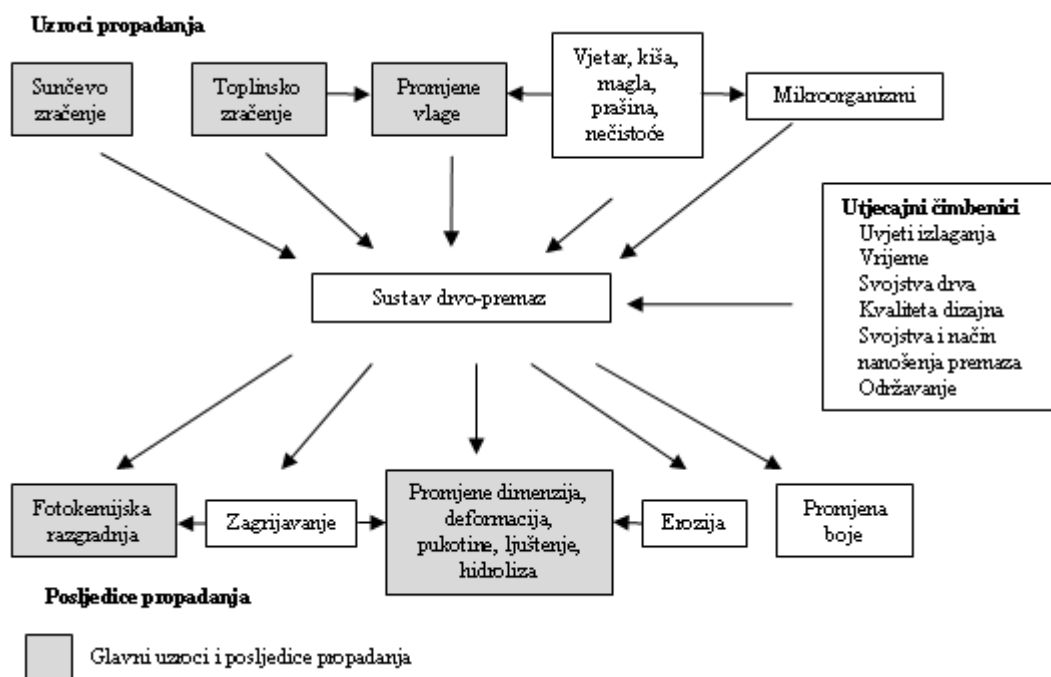 Uzroci propadanja
Sunčevo
zračenje
Toplinsko
zračenje
Promjene
vlage
Vjetar, kiša,
magla,
prašina,
nečistoće
Mikroorganizmi
Utjecajni čimbenici
Uvjeti izlaganja
Vrijeme
Svojstva drva
Kvaliteta dizajna
Svojstva i način
nanošenja premaza
Održavanje
Sustav drvo-premaz
Fotokemijska
razgradnja
Zagrijavanje
Promjene dimenzija,
deformacija,
pukotine, ljuštenje,
hidroliza
Erozija
Promjena
boje
Posljedice propadanja
Glavni uzroci i posljedice propadanja